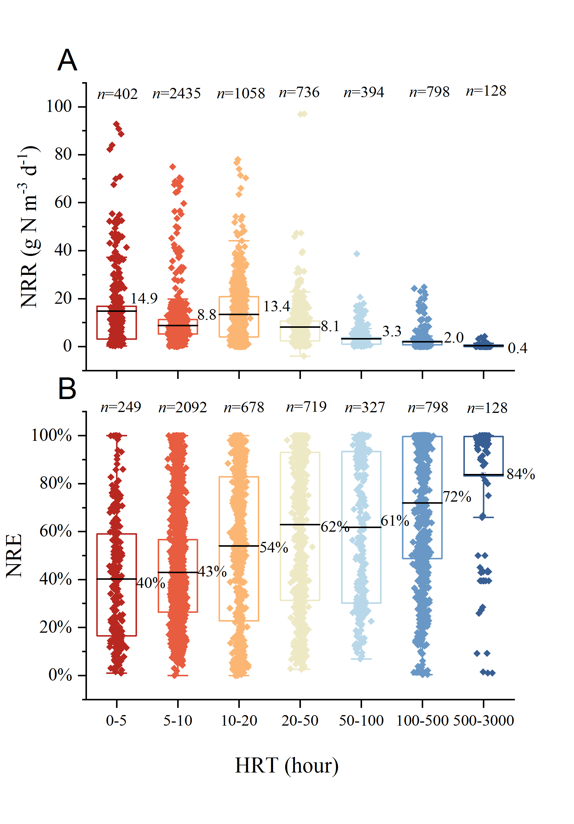 A
n=402 n=2435 n=1058 n=736 n=394 n=798 n=128
NRR (g N m⁻³ d⁻¹)
100
80
60
40
20
0
14.9 8.8 13.4 8.1 3.3 2.0 0.4
B
n=249 n=2092 n=678 n=719 n=327 n=798 n=128
NRE
100%
80%
60%
40%
20%
0%
40% 43% 54% 62% 61% 72% 84%
0-5 5-10 10-20 20-50 50-100 100-500 500-3000
HRT (hour)